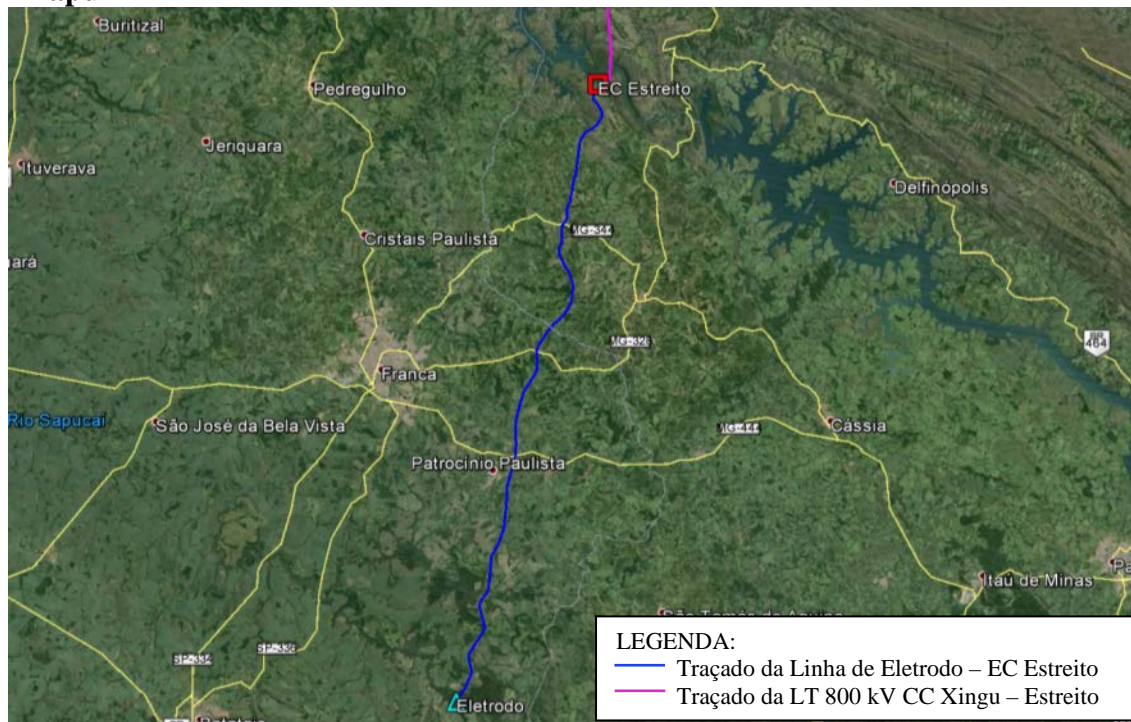 Buritizal
Pedregulho
EC Estreito
Jeriquara
Ituverava
Delfinópolis
MG-344
Cristais Paulista
MG-328
BR
464
Franca
Rio Sapucaí
São José da Bela Vista
Cássia
MG-444
Patrocínio Paulista
Itaú de Minas
LEGENDA:
Traçado da Linha de Eletrodo – EC Estreito
Traçado da LT 800 kV CC Xingu – Estreito
SP-334
SP-336
Eletrodo